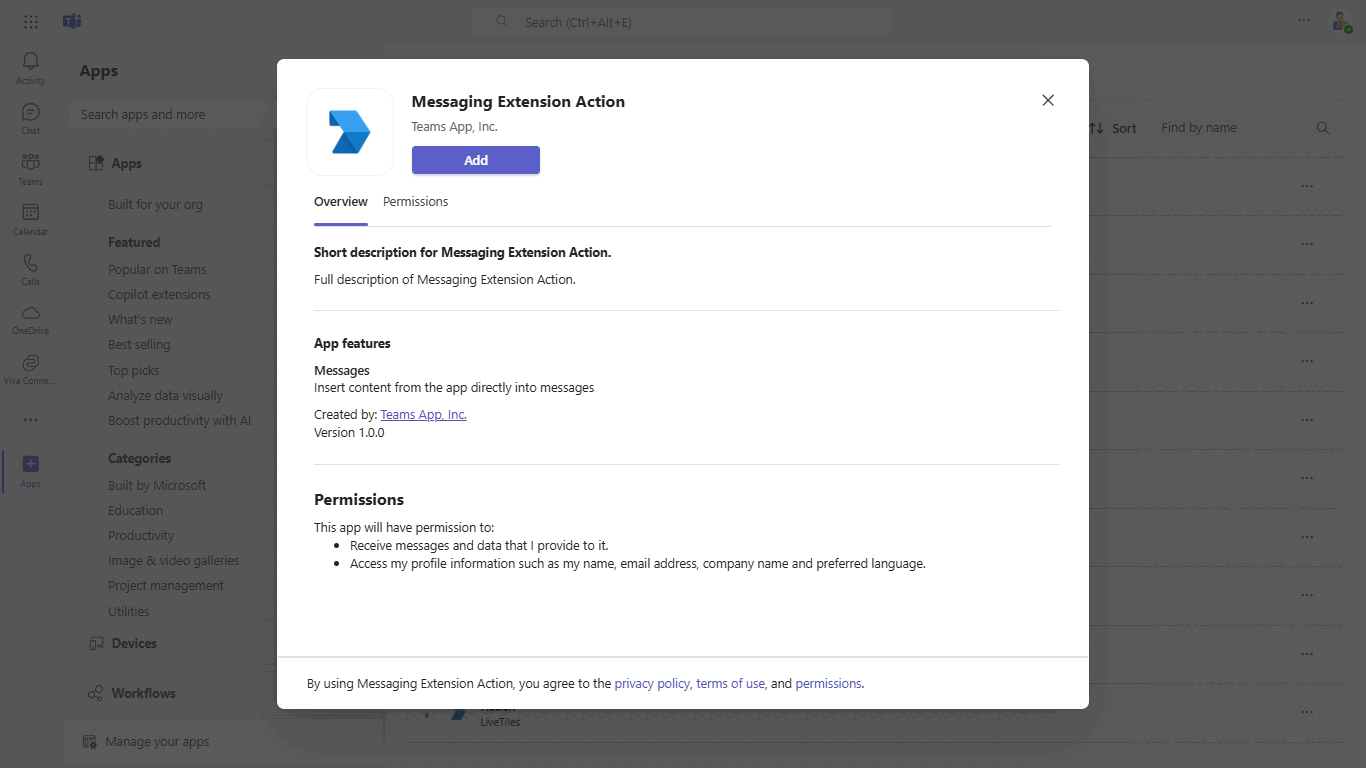 Search (Ctrl+Alt+E)
Activity
Chat
Teams
Calendar
Calls
OneDrive
Viva Conne...
Apps
Apps
Search apps and more
Apps
Built for your org
Featured
Popular on Teams
Copilot extensions
What's new
Best selling
Top picks
Analyze data visually
Boost productivity with AI
Categories
Built by Microsoft
Education
Productivity
Image & video galleries
Project management
Utilities
Devices
Workflows
Manage your apps
Sort
Find by name
Messaging Extension Action
Teams App, Inc.
Add
Overview Permissions
Short description for Messaging Extension Action.
Full description of Messaging Extension Action.
App features
Messages
Insert content from the app directly into messages
Created by: Teams App, Inc.
Version 1.0.0
Permissions
This app will have permission to:
• Receive messages and data that I provide to it.
• Access my profile information such as my name, email address, company name and preferred language.
By using Messaging Extension Action, you agree to the privacy policy, terms of use, and permissions.
LiveTiles